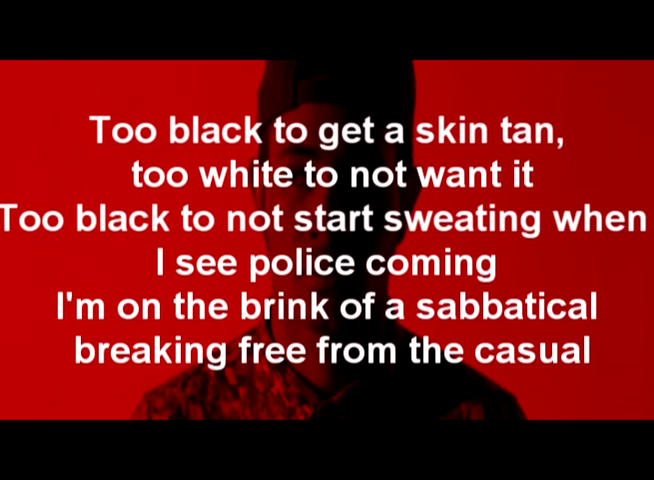 Too black to get a skin tan,
too white to not want it
Too black to not start sweating when
I see police coming
I'm on the brink of a sabbatical
breaking free from the casual